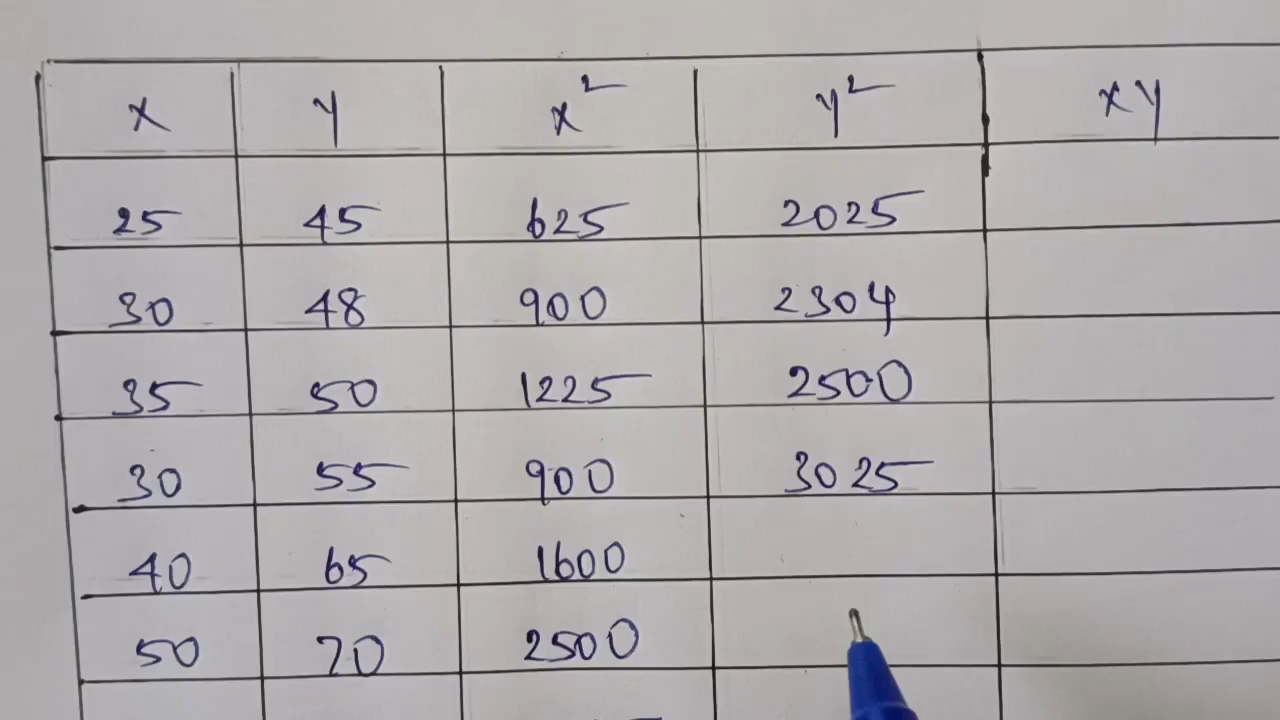 x y x² y² xy
25 45 625 2025
30 48 900 2304
35 50 1225 2500
30 55 900 3025
40 65 1600
50 70 2500